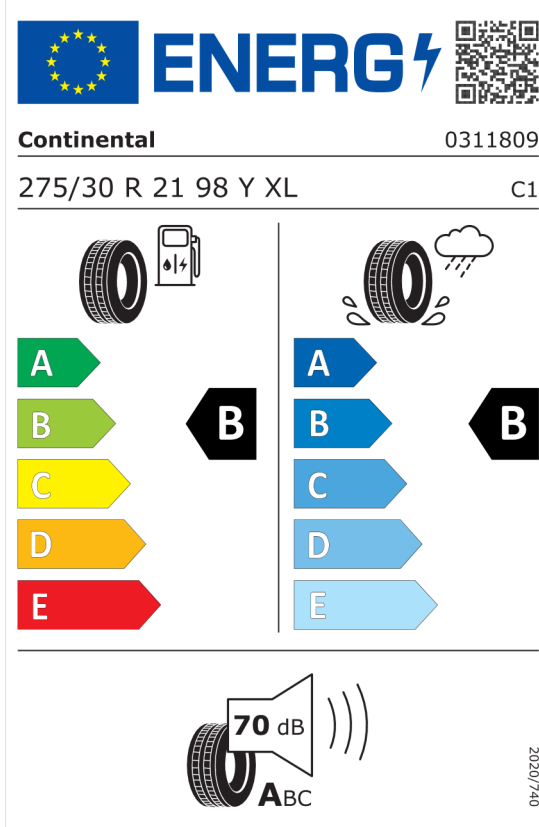 ENERG
Continental 0311809
275/30 R 21 98 Y XL C1
A A
B B B B
C C
D D
E E
70 dB
ABC
2020/740